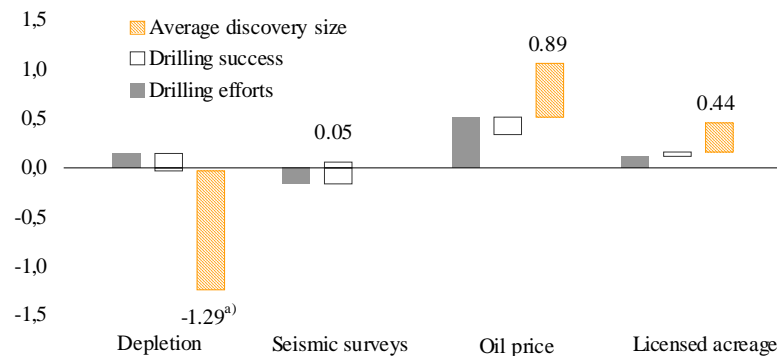 1,5
Average discovery size
0.89
Drilling success
1,0
Drilling efforts
0,5
0.05
0.44
0,0
-0,5
-1,0
-1.29a)
-1,5
Depletion
Seismic surveys
Oil price
Licensed acreage